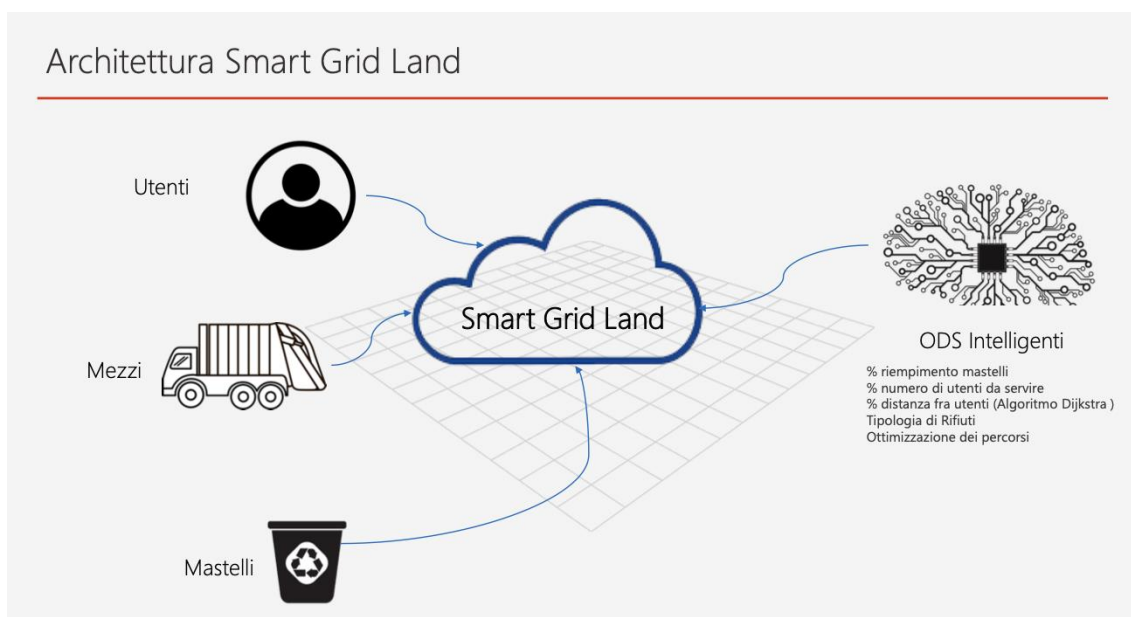 Architettura Smart Grid Land
Utenti
Smart Grid Land
Mezzi
Mastelli
ODS Intelligenti
% riempimento mastelli
% numero di utenti da servire
% distanza fra utenti (Algoritmo Dijkstra )
Tipologia di Rifiuti
Ottimizzazione dei percorsi